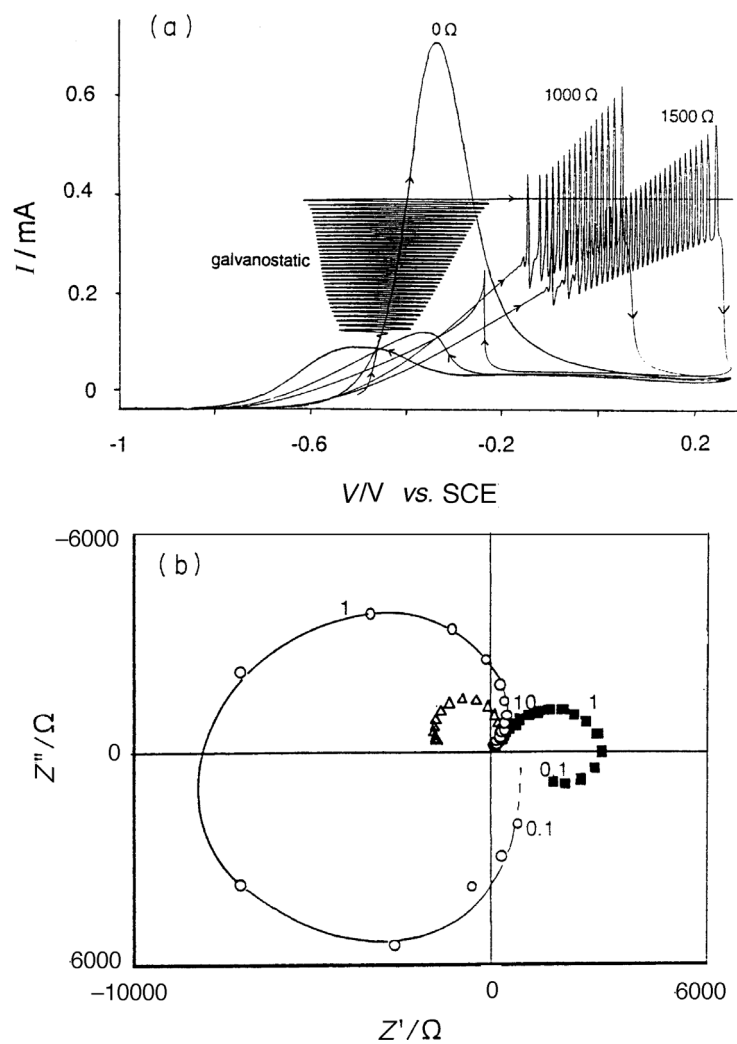 (a)
0 Ω
1000 Ω
1500 Ω
galvanostatic
I/mA
0.6
0.4
0.2
0
-1
-0.6
-0.2
0.2
V/V vs. SCE
(b)
−6000
0
6000
1
10
1
0.1
0.1
Z''/Ω
−10000
0
6000
Z'/Ω